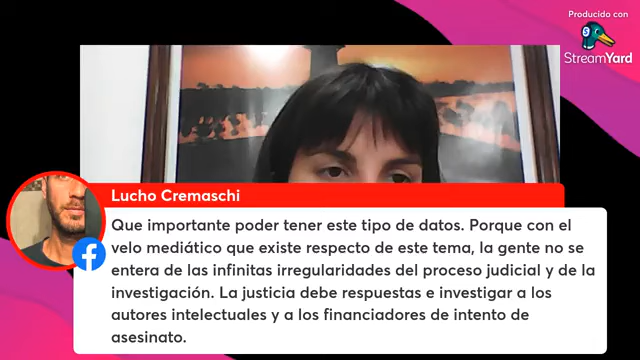 Producido con
StreamYard
Lucho Cremaschi
Que importante poder tener este tipo de datos. Porque con el
velo mediático que existe respecto de este tema, la gente no se
entera de las infinitas irregularidades del proceso judicial y de la
investigación. La justicia debe respuestas e investigar a los
autores intelectuales y a los financiadores de intento de
asesinato.